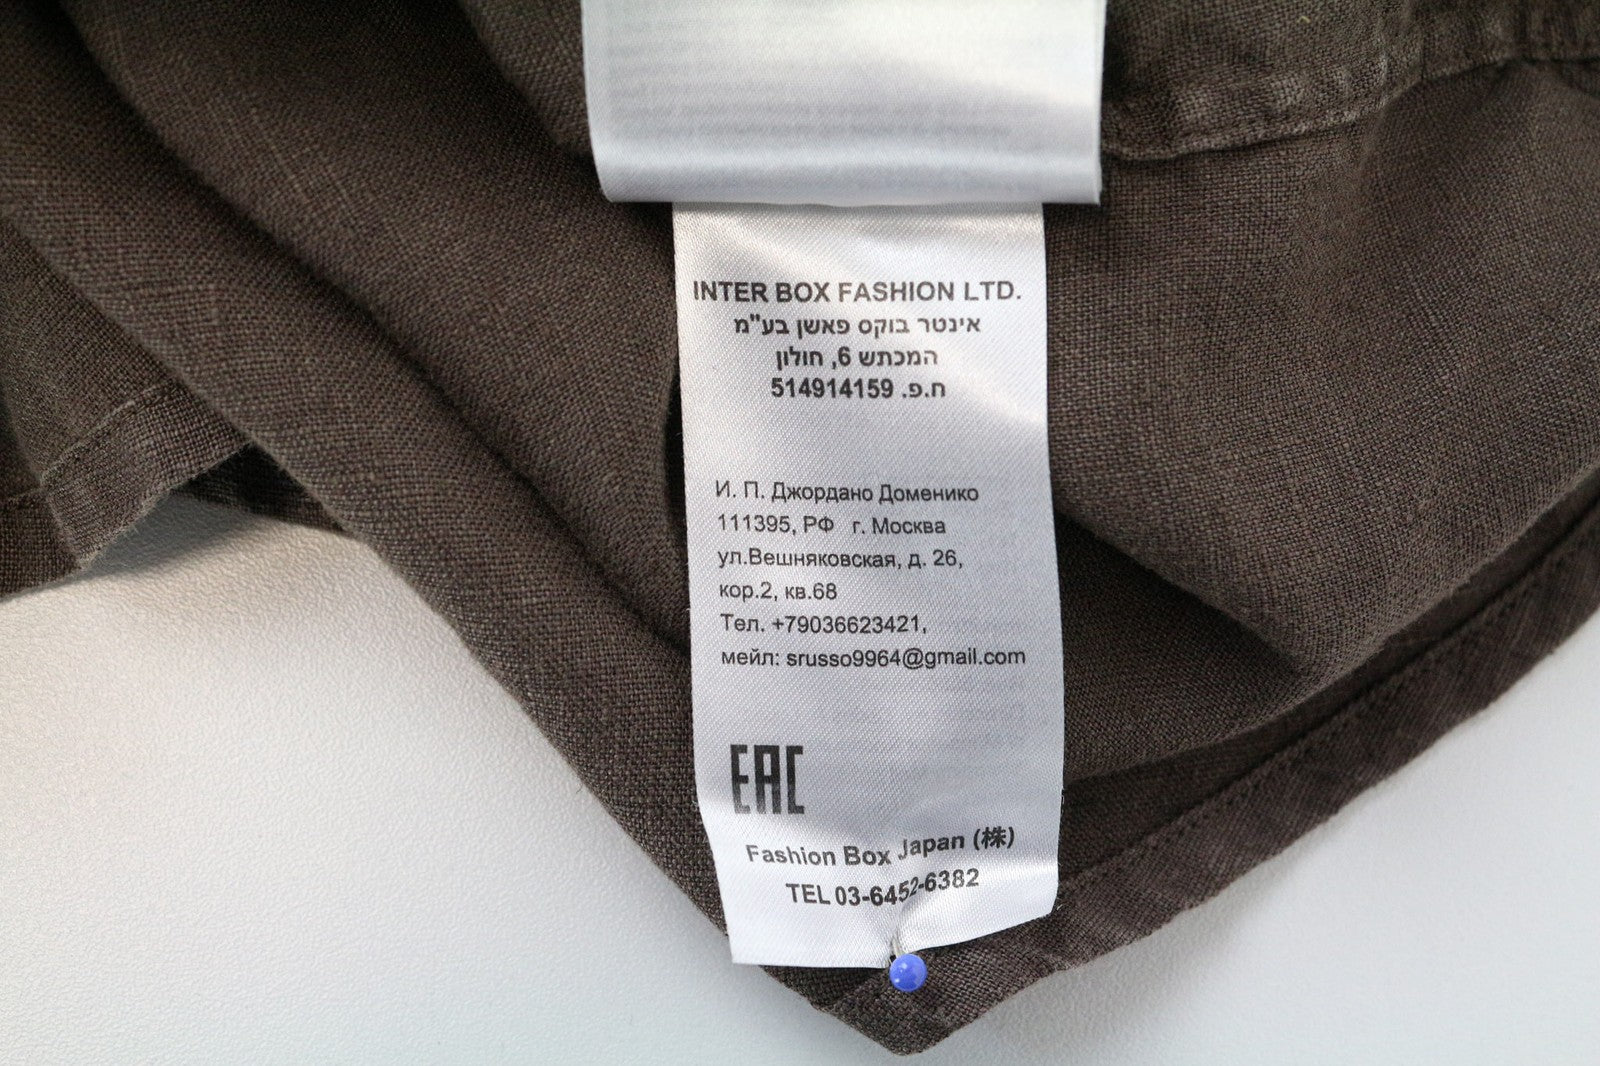 INTER BOX FASHION LTD.
אינטר בוקס פאשן בע"מ
המכתש 6, חולון
ח.פ. 514914159
И. П. Джордано Доменико
111395, РФ г. Москва
ул.Вешняковская, д. 26,
кор.2, кв.68
Тел. +79036623421,
мейл: srusso9964@gmail.com
EAC
Fashion Box Japan (株)
TEL 03-6452-6382